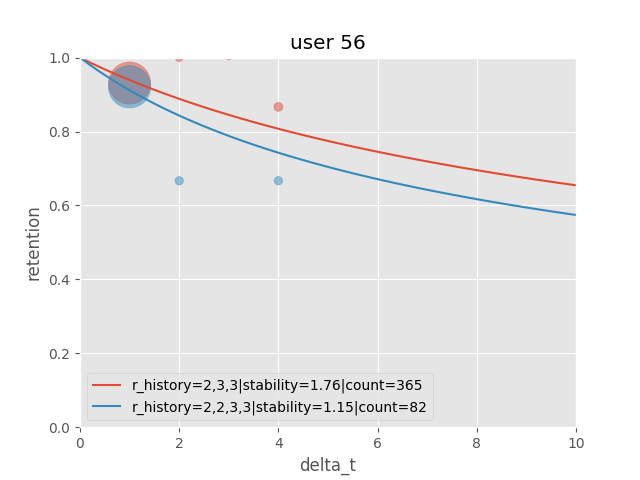 user 56
retention
1.0
0.8
0.6
0.4
0.2
0.0
r_history=2,3,3|stability=1.76|count=365
r_history=2,2,3,3|stability=1.15|count=82
0 2 4 6 8 10
delta_t